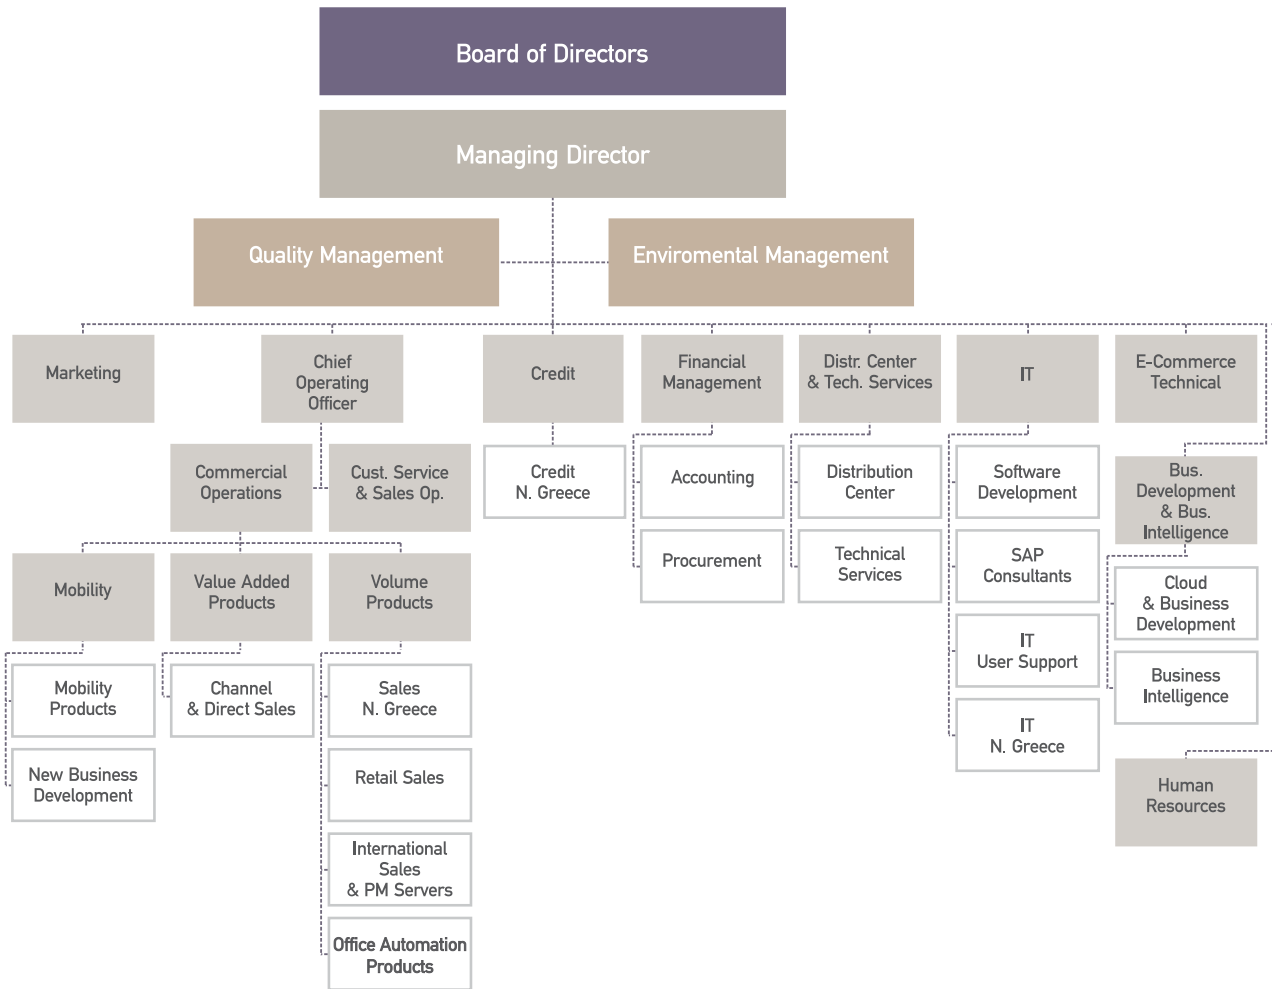 Board of Directors
Managing Director
Quality Management
Enviromental Management
Marketing
Chief
Operating
Officer
Credit
Financial
Management
Distr. Center
& Tech. Services
IT
E-Commerce
Technical
Commercial
Operations
Cust. Service
& Sales Op.
Credit
N. Greece
Accounting
Distribution
Center
Software
Development
Bus.
Development
& Bus.
Intelligence
Mobility
Value Added
Products
Volume
Products
Procurement
Technical
Services
SAP
Consultants
Cloud
& Business
Development
Mobility
Products
Channel
& Direct Sales
Sales
N. Greece
IT
User Support
Business
Intelligence
New Business
Development
Retail Sales
IT
N. Greece
Human
Resources
International
Sales
& PM Servers
Office Automation
Products